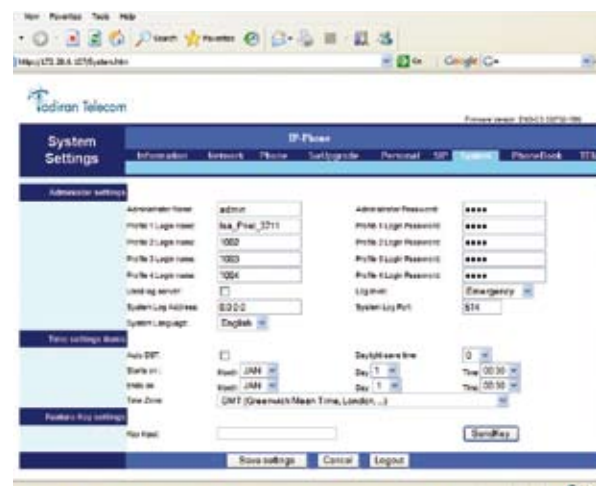 View Favorites Tools Help
Search Favorites
Go Google G
Tadiran Telecom
System Settings
IP-Phone
Information Network Phone Personal SIP System PhoneBook
Administrator settings
Administrator Name: admin Administrator Password: ••••
Profile 1 Login name: Profile 1 Login Password: ••••
Profile 2 Login name: 1002 Profile 2 Login Password: ••••
Profile 3 Login name: 1003 Profile 3 Login Password: ••••
Profile 4 Login name: 1004 Profile 4 Login Password: ••••
Log level: Emergency
System Log Address: 0.0.0.0 System Log Port: 514
System Language: English
Time settings
Auto DST: Daylight save time 0
Starts on: Month JAN Day 1 Time 00:00
Ends on: Month JAN Day 1 Time 00:00
Time Zone: GMT (Greenwich Mean Time, London, ...)
Feature Key settings
Key Input: SendKey
Save settings Cancel Logout